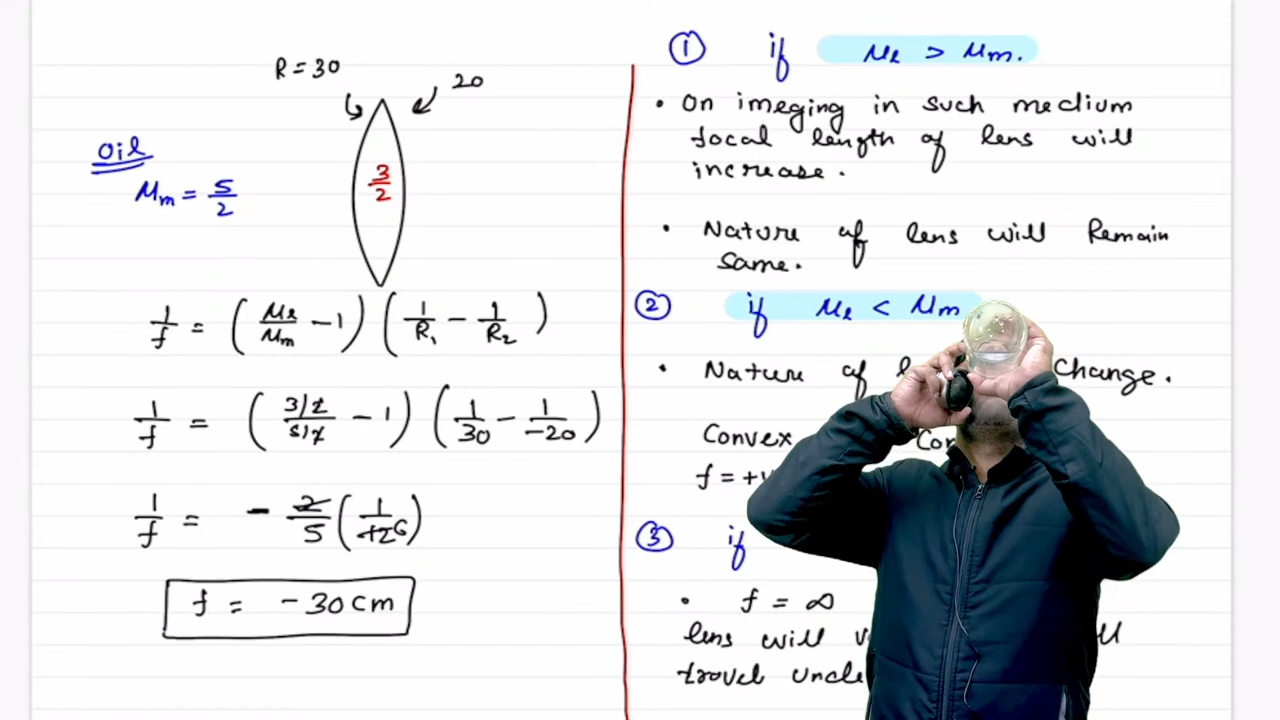 R = 30
20
Oil
μm = 5/2
3/2
1/f = (μl/μm - 1) (1/R₁ - 1/R₂)
1/f = (3/2 / 5/2 - 1) (1/30 - 1/-20)
1/f = - 2/5 (1/126)
f = -30 cm
① if μl > μm.
• On imeging in such medium
focal length of lens will
increase.
• Nature of lens will Remain
same.
② if μl < μm
• Nature of change.
Convex
f = +v
③ if
• f = ∞
lens will
travel